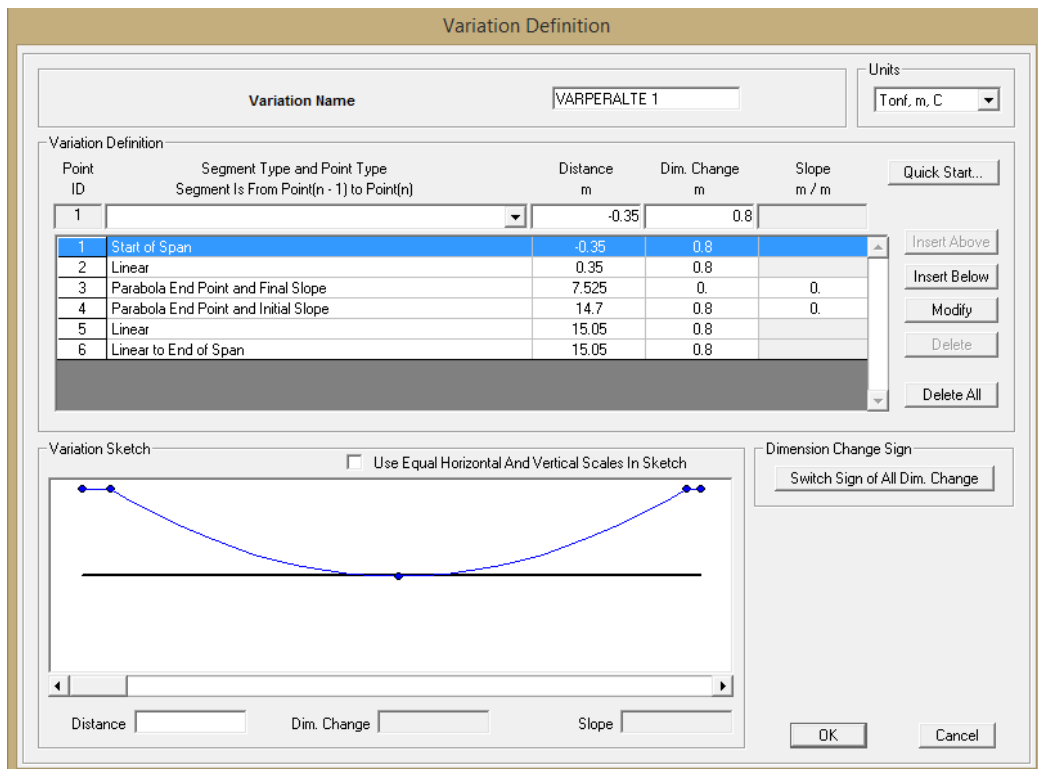 Variation Definition
Units
Variation Name VARPERALTE 1 Tonf, m, C
Variation Definition
Point Segment Type and Point Type Distance Dim. Change Slope
ID Segment Is From Point(n - 1) to Point(n) m m m / m
Quick Start...
1 -0.35 0.8
1 Start of Span -0.35 0.8
2 Linear 0.35 0.8
3 Parabola End Point and Final Slope 7.525 0. 0.
4 Parabola End Point and Initial Slope 14.7 0.8 0.
5 Linear 15.05 0.8
6 Linear to End of Span 15.05 0.8
Insert Above
Insert Below
Modify
Delete
Delete All
Variation Sketch
Use Equal Horizontal And Vertical Scales In Sketch
Dimension Change Sign
Switch Sign of All Dim. Change
Distance Dim. Change Slope
OK Cancel